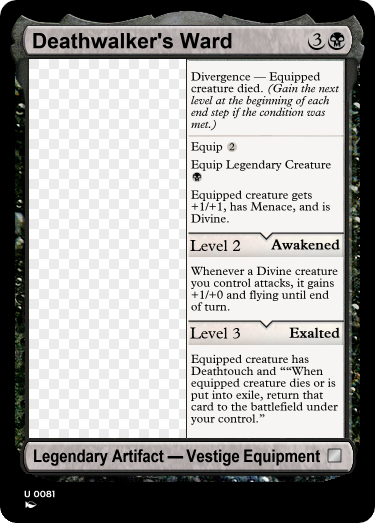 Deathwalker's Ward 3
Divergence — Equipped
creature died. (Gain the next
level at the beginning of each
end step if the condition was
met.)
Equip 2
Equip Legendary Creature
Equipped creature gets
+1/+1, has Menace, and is
Divine.
Level 2 Awakened
Whenever a Divine creature
you control attacks, it gains
+1/+0 and flying until end
of turn.
Level 3 Exalted
Equipped creature has
Deathtouch and ““When
equipped creature dies or is
put into exile, return that
card to the battlefield under
your control.”
Legendary Artifact — Vestige Equipment
U 0081